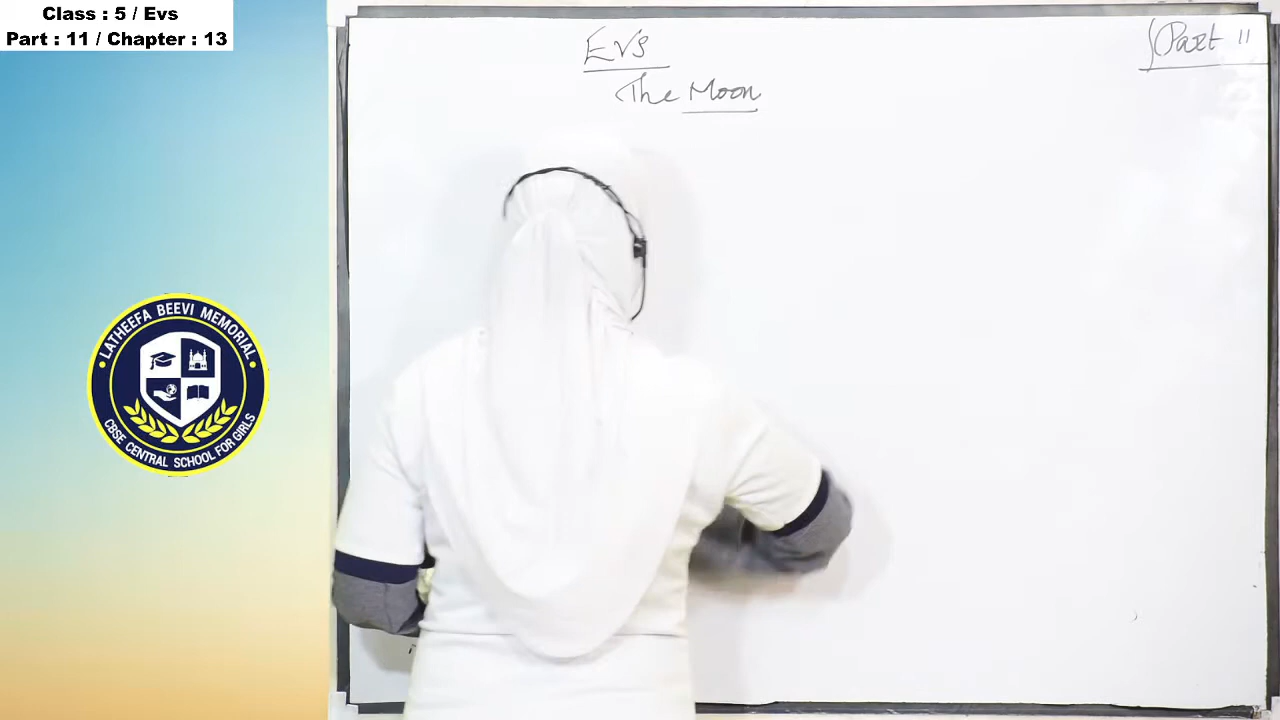 Class : 5 / Evs
Part : 11 / Chapter : 13
EVS
The Moon
Part 11
LATHEEFA BEEVI MEMORIAL
CBSE CENTRAL SCHOOL FOR GIRLS